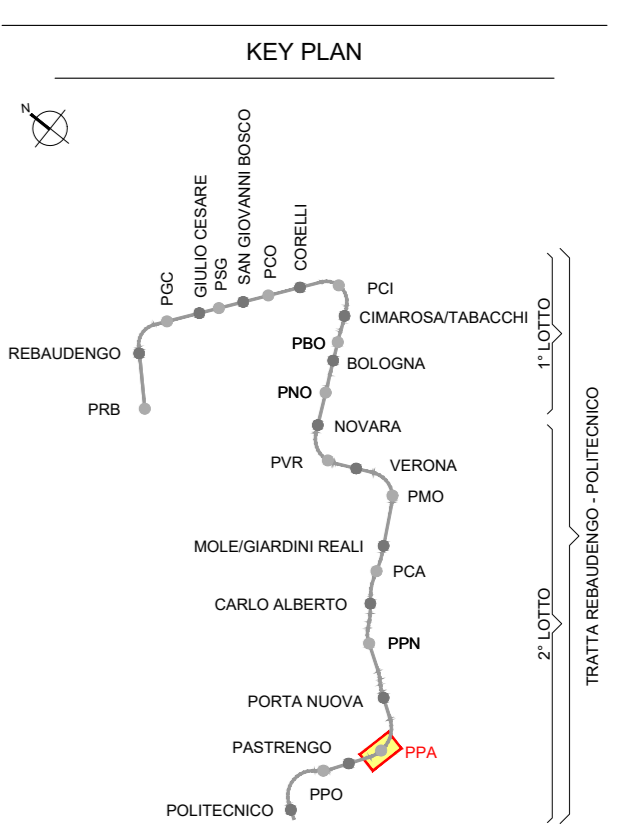 KEY PLAN
N
PGC
GIULIO CESARE
PSG
SAN GIOVANNI BOSCO
PCO
CORELLI
PCI
CIMAROSA/TABACCHI
REBAUDENGO
PBO
BOLOGNA
PRB
PNO
NOVARA
PVR
VERONA
PMO
MOLE/GIARDINI REALI
PCA
CARLO ALBERTO
PPN
PORTA NUOVA
PASTRENGO
PPA
PPO
POLITECNICO
1° LOTTO
2° LOTTO
TRATTA REBAUDENGO - POLITECNICO